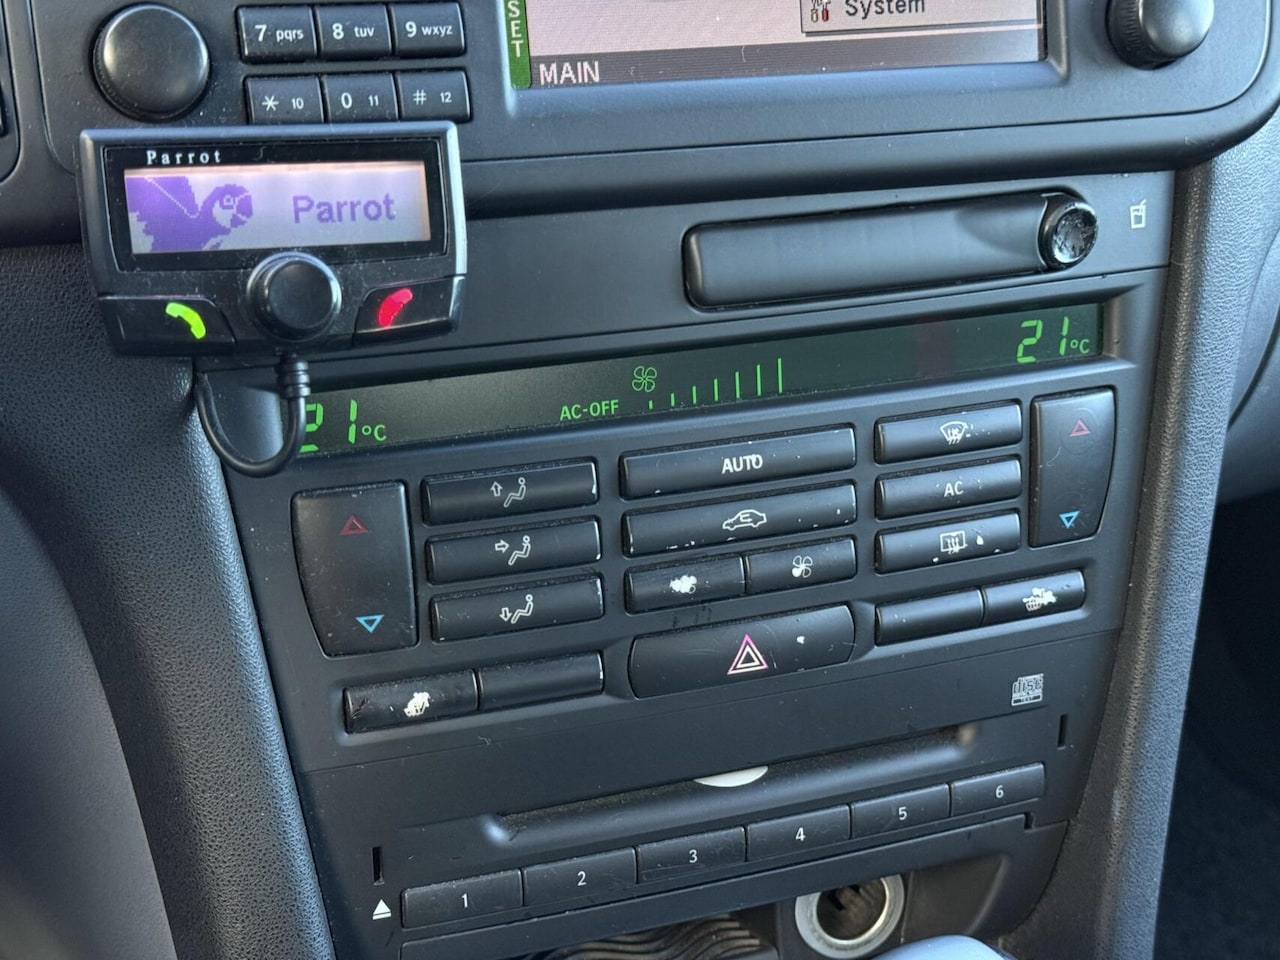 7 pqrs
8 tuv
9 wxyz
* 10
0 11
# 12
SET
System
MAIN
Parrot
Parrot
21°C
AC-OFF
21°C
AUTO
AC
disc
1
2
3
4
5
6